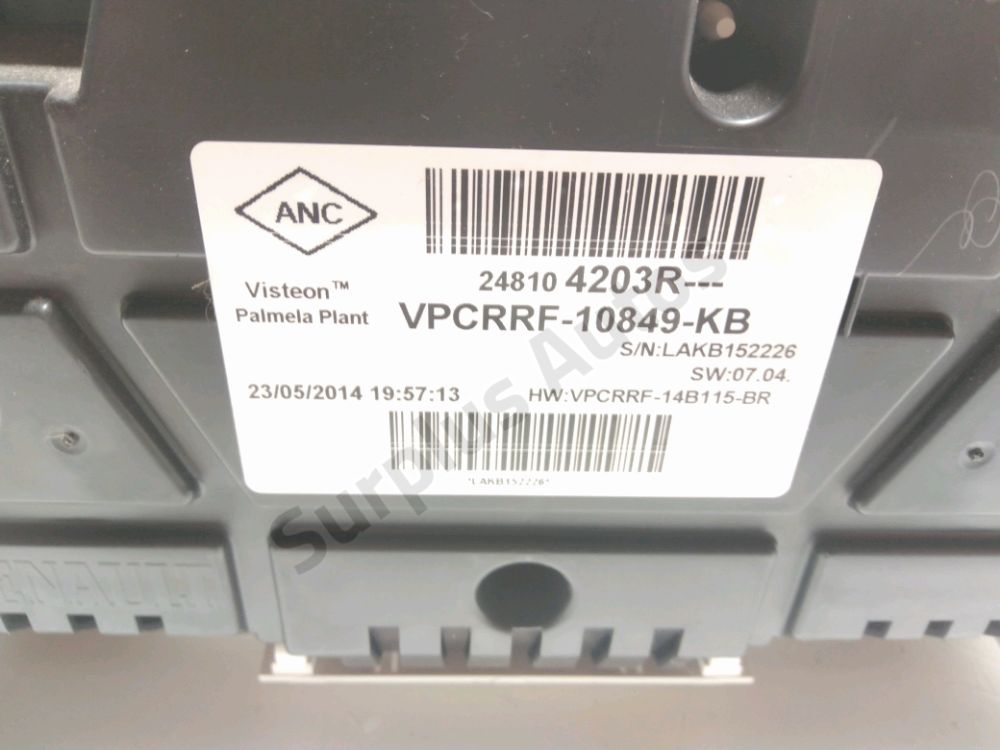 ANC
Visteon™
Palmela Plant
24810 4203R---
VPCRRF-10849-KB
S/N:LAKB152226
SW:07.04.
23/05/2014 19:57:13
HW:VPCRRF-14B115-BR
*LAKB152226*
Surplus Autos
ENAULT